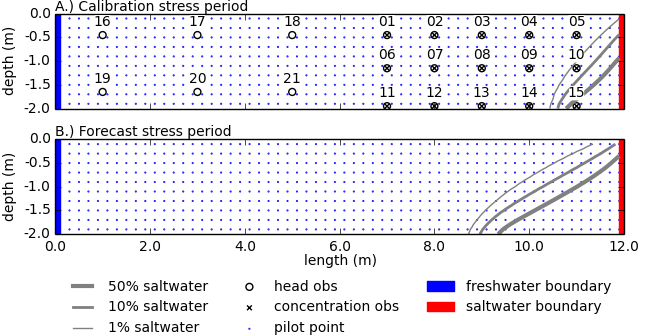 A.) Calibration stress period
0.0
16 17 18 01 02 03 04 05
-0.5
06 07 08 09 10
-1.0
19 20 21 11 12 13 14 15
-1.5
-2.0
depth (m)
B.) Forecast stress period
0.0
-0.5
-1.0
-1.5
-2.0
depth (m)
0.0 2.0 4.0 6.0 8.0 10.0 12.0
length (m)
50% saltwater head obs freshwater boundary
10% saltwater concentration obs saltwater boundary
1% saltwater pilot point